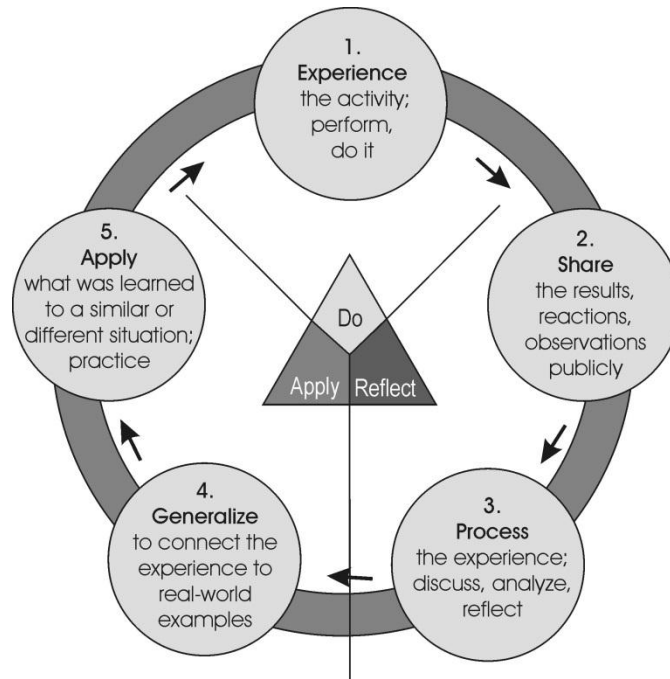 1.
Experience
the activity;
perform,
do it
2.
Share
the results,
reactions,
observations
publicly
3.
Process
the experience;
discuss, analyze,
reflect
4.
Generalize
to connect the
experience to
real-world
examples
5.
Apply
what was learned
to a similar or
different situation;
practice
Do
Apply
Reflect